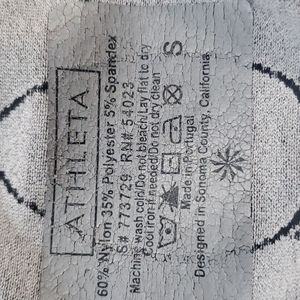 ATHLETA
60% Nylon 35% Polyester 5% Spandex
S# 773729 RN# 54023
Machine wash cold/Do not bleach/Lay flat to dry
Cool iron if needed/Do not dry clean
S
Made in Portugal
Designed in Sonoma County, California